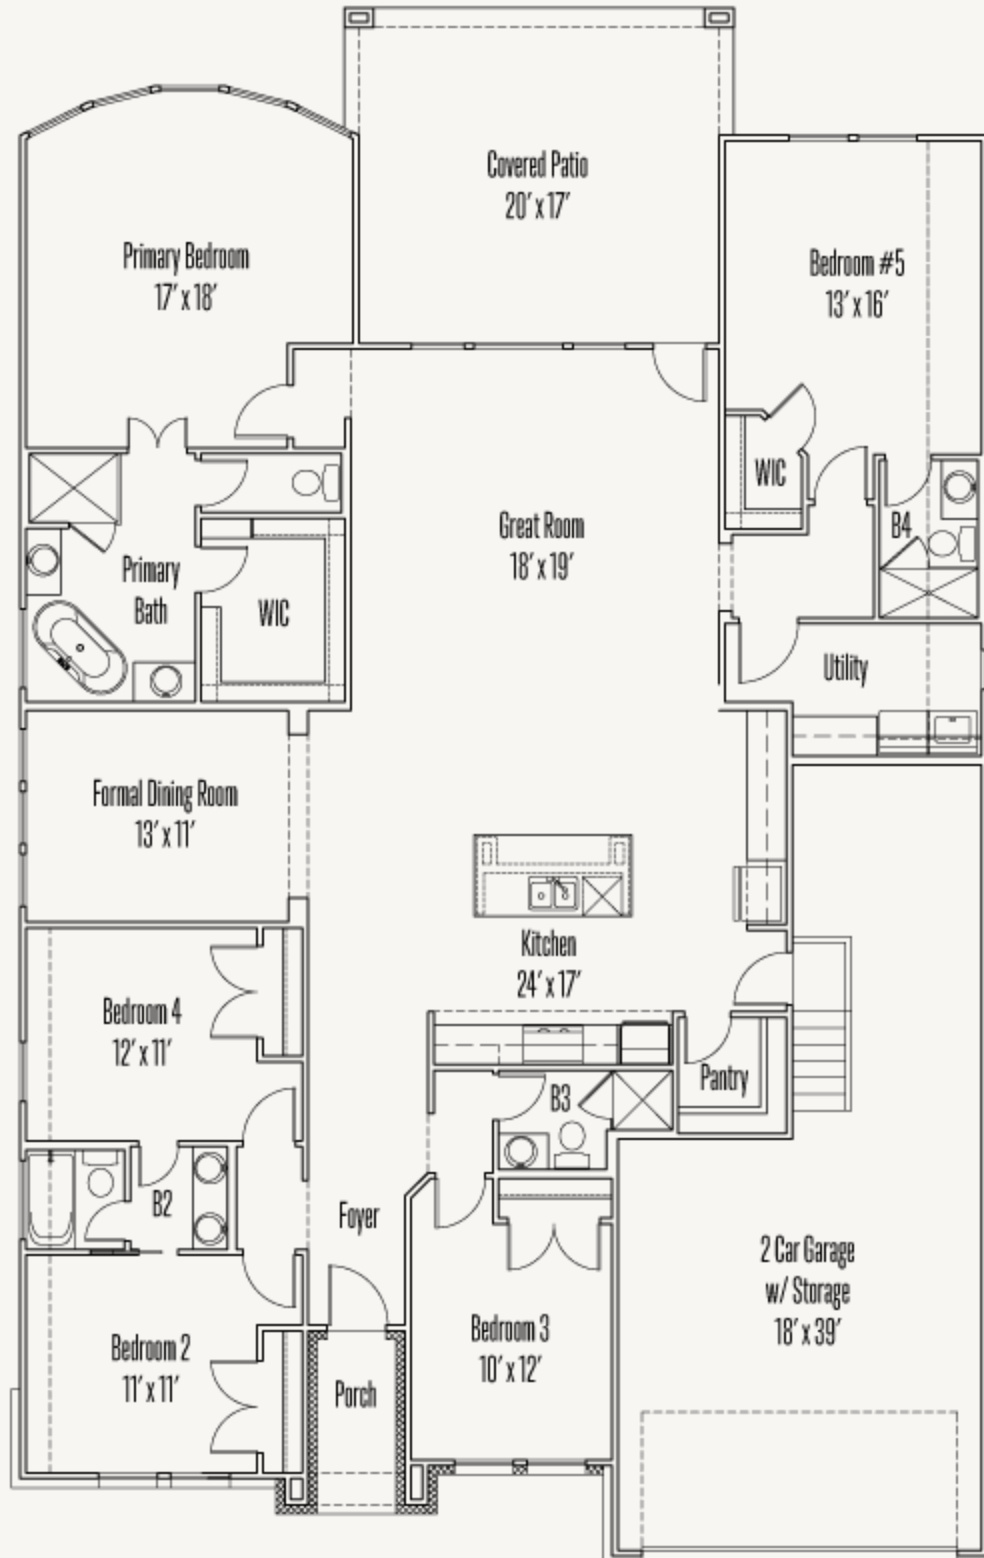 Covered Patio
20' x 17'
Primary Bedroom
17' x 18'
Bedroom #5
13' x 16'
WIC
B4
Great Room
18' x 19'
Primary
Bath
WIC
Utility
Formal Dining Room
13' x 11'
Kitchen
24' x 17'
Bedroom 4
12' x 11'
Pantry
B3
B2
Foyer
2 Car Garage
w/ Storage
18' x 39'
Bedroom 3
10' x 12'
Bedroom 2
11' x 11'
Porch